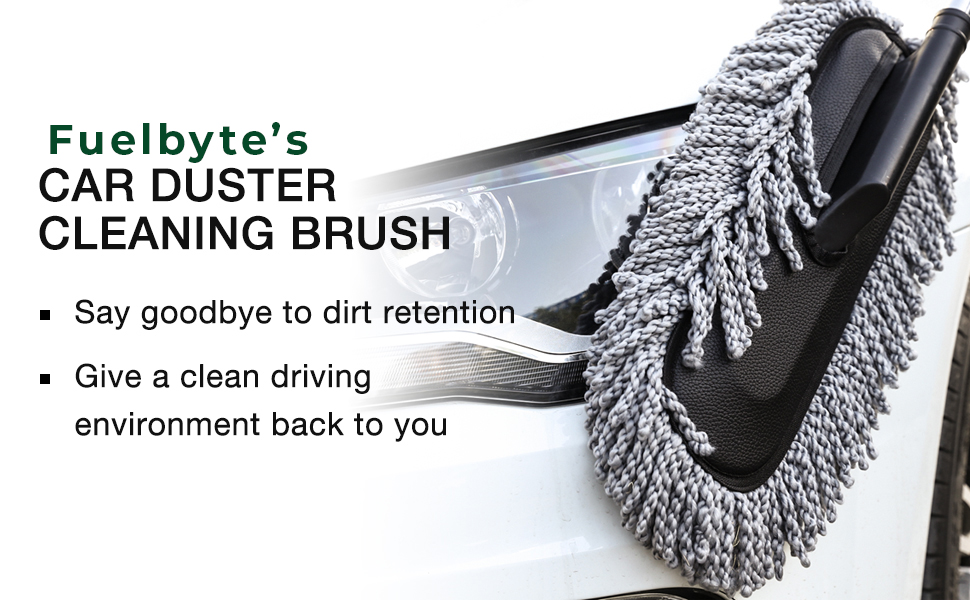 Fuelbyte’s
CAR DUSTER
CLEANING BRUSH
▪ Say goodbye to dirt retention
▪ Give a clean driving
environment back to you